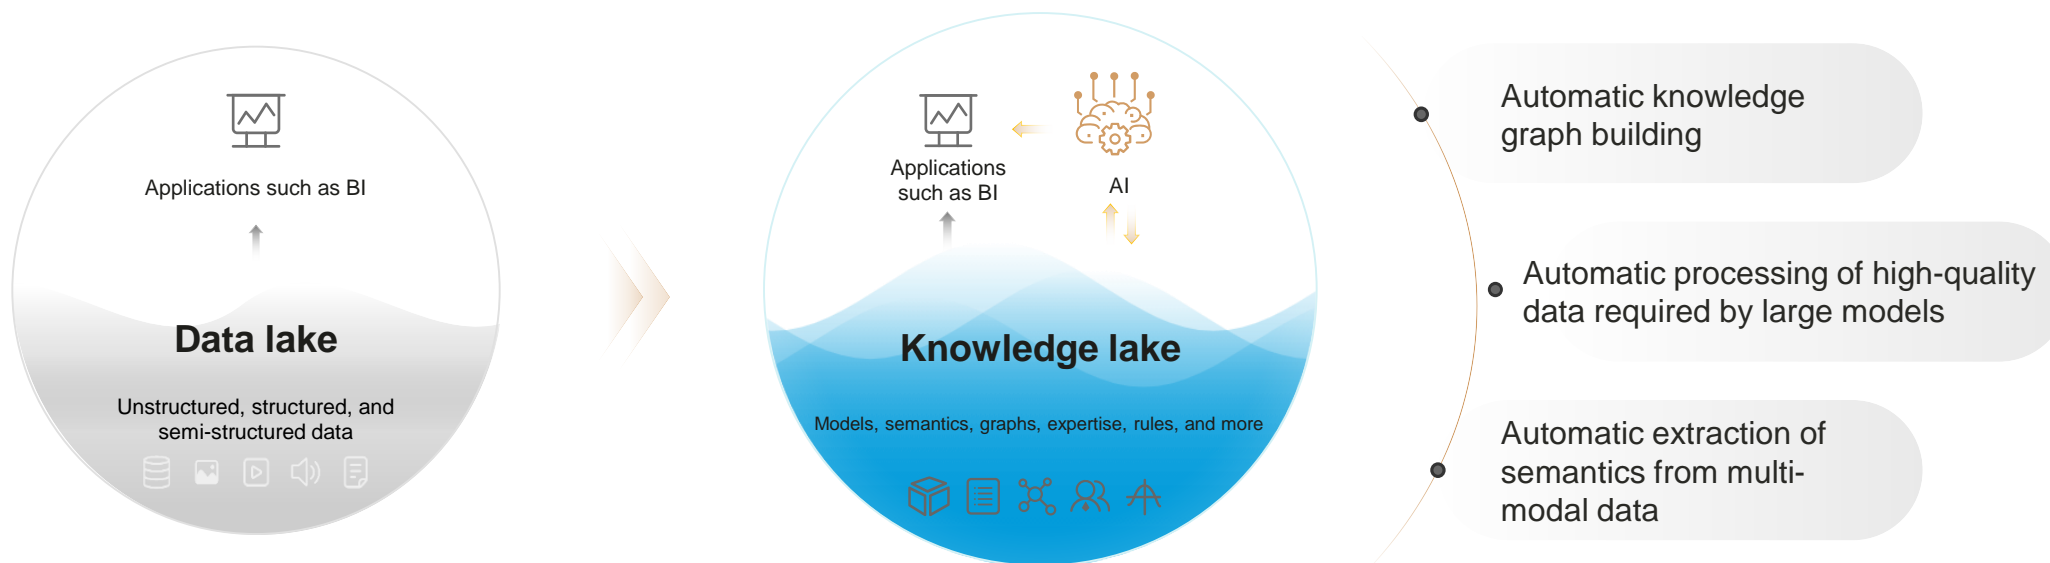 Applications such as BI
Data lake
Unstructured, structured, and
semi-structured data
Applications
such as BI
AI
Knowledge lake
Models, semantics, graphs, expertise, rules, and more
Automatic knowledge
graph building
Automatic processing of high-quality
data required by large models
Automatic extraction of
semantics from multi-
modal data